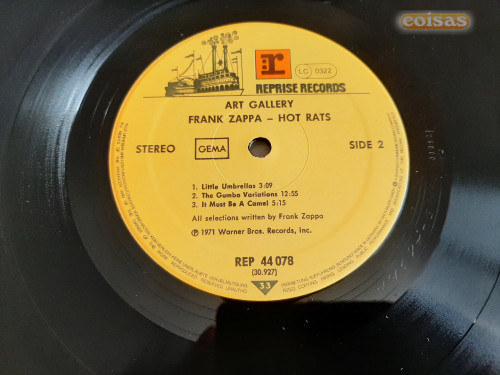 coisas
r
LC 0322
REPRISE RECORDS
ART GALLERY
FRANK ZAPPA – HOT RATS
STEREO
GEMA
SIDE 2
1. Little Umbrellas 3:09
2. The Gumbo Variations 12:55
3. It Must Be A Camel 5:15
All selections written by Frank Zappa
Ⓟ 1971 Warner Bros. Records, Inc.
REP 44 078
(30.927)
33